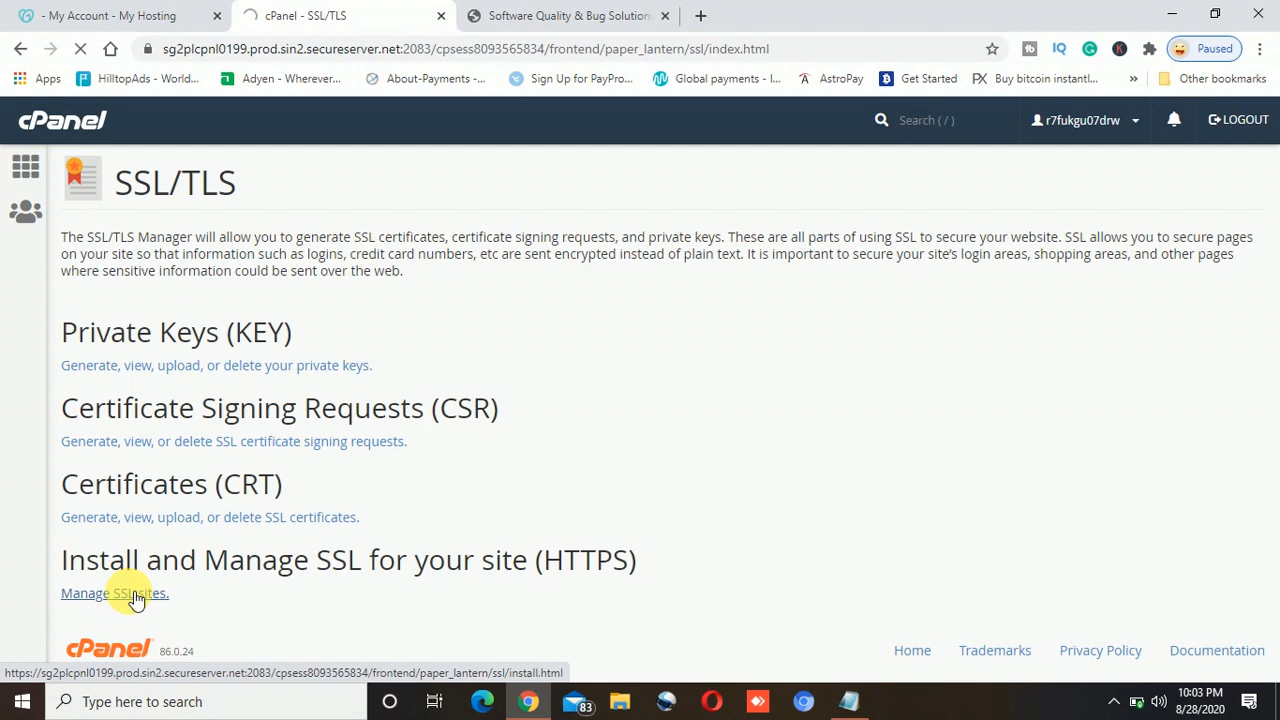 - My Account - My Hosting
cPanel - SSL/TLS
Software Quality & Bug Solutions
sg2plcpnl0199.prod.sin2.secureserver.net:2083/cpsess8093565834/frontend/paper_lantern/ssl/index.html
Paused
Apps
HilltopAds - World...
Adyen - Wherever...
About-Payments -...
Sign Up for PayPro...
Global payments - I...
AstroPay
Get Started
Buy bitcoin instantl...
Other bookmarks
cPanel
Search ( / )
r7fukgu07drw
LOGOUT
SSL/TLS
The SSL/TLS Manager will allow you to generate SSL certificates, certificate signing requests, and private keys. These are all parts of using SSL to secure your website. SSL allows you to secure pages
on your site so that information such as logins, credit card numbers, etc are sent encrypted instead of plain text. It is important to secure your site's login areas, shopping areas, and other pages
where sensitive information could be sent over the web.
Private Keys (KEY)
Generate, view, upload, or delete your private keys.
Certificate Signing Requests (CSR)
Generate, view, or delete SSL certificate signing requests.
Certificates (CRT)
Generate, view, upload, or delete SSL certificates.
Install and Manage SSL for your site (HTTPS)
Manage SSL sites.
cPanel
86.0.24
Home
Trademarks
Privacy Policy
Documentation
https://sg2plcpnl0199.prod.sin2.secureserver.net:2083/cpsess8093565834/frontend/paper_lantern/ssl/install.html
Type here to search
83
10:03 PM
8/28/2020